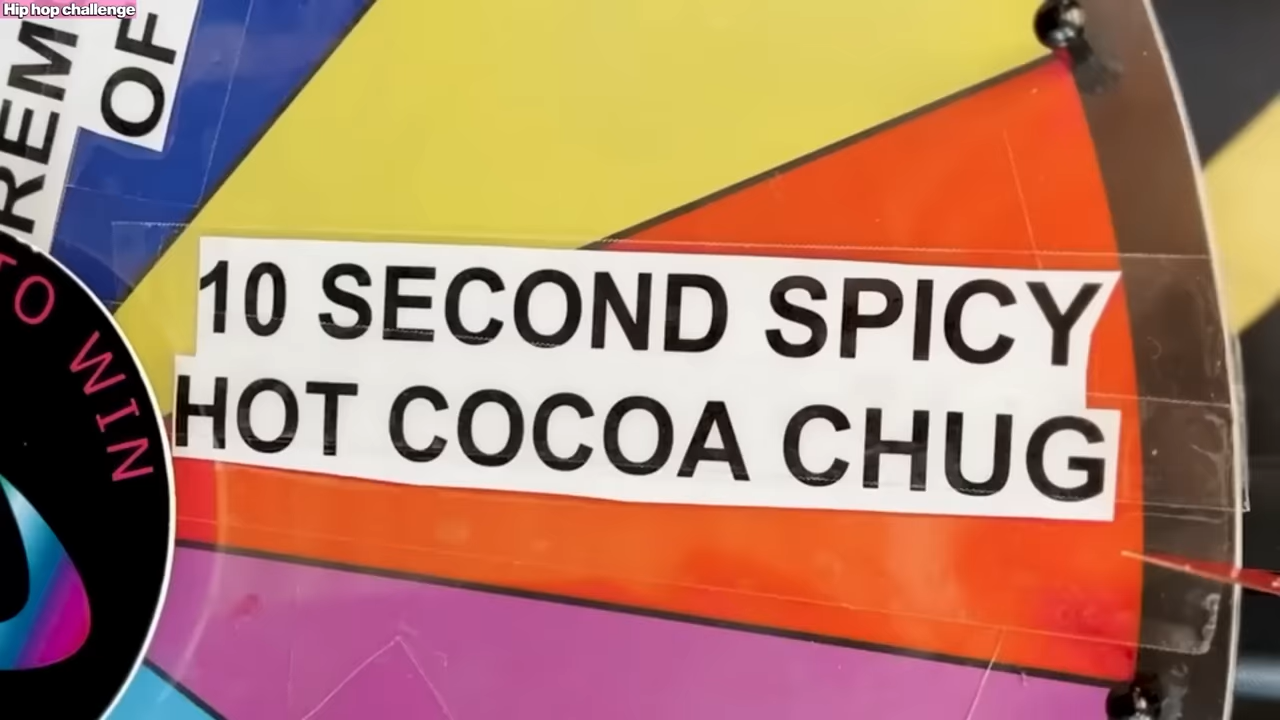 Hip hop challenge
OF
TO WIN
10 SECOND SPICY
HOT COCOA CHUG